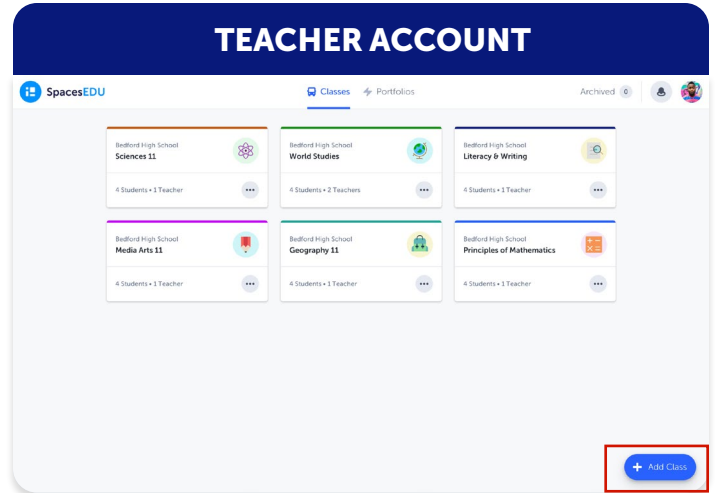 TEACHER ACCOUNT
SpacesEDU
Classes
Portfolios
Archived 0
Bedford High School
Sciences 11
4 Students • 1 Teacher
Bedford High School
World Studies
4 Students • 2 Teachers
Bedford High School
Literacy & Writing
4 Students • 1 Teacher
Bedford High School
Media Arts 11
4 Students • 1 Teacher
Bedford High School
Geography 11
4 Students • 1 Teacher
Bedford High School
Principles of Mathematics
4 Students • 1 Teacher
+ Add Class